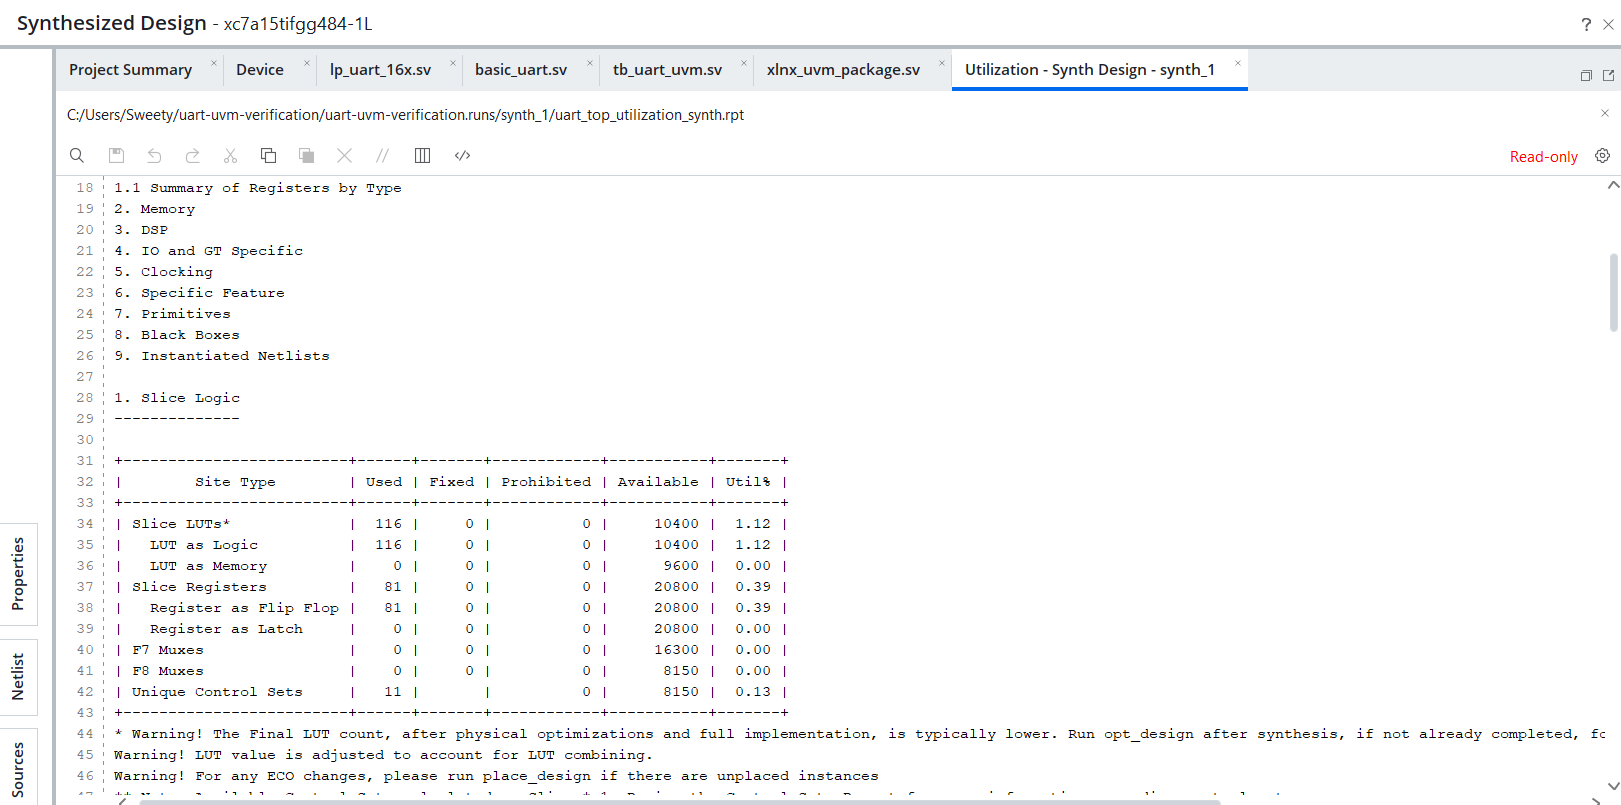 Synthesized Design - xc7a15tifgg484-1L
Project Summary Device lp_uart_16x.sv basic_uart.sv tb_uart_uvm.sv xlnx_uvm_package.sv Utilization - Synth Design - synth_1
C:/Users/Sweety/uart-uvm-verification/uart-uvm-verification.runs/synth_1/uart_top_utilization_synth.rpt
Read-only
18 1.1 Summary of Registers by Type
19 2. Memory
20 3. DSP
21 4. IO and GT Specific
22 5. Clocking
23 6. Specific Feature
24 7. Primitives
25 8. Black Boxes
26 9. Instantiated Netlists
27
28 1. Slice Logic
29 --------------
30
31 +-------------------------+------+-------+------------+-----------+-------+
32 |        Site Type        | Used | Fixed | Prohibited | Available | Util% |
33 +-------------------------+------+-------+------------+-----------+-------+
34 | Slice LUTs*             |  116 |     0 |          0 |     10400 |  1.12 |
35 |   LUT as Logic          |  116 |     0 |          0 |     10400 |  1.12 |
36 |   LUT as Memory         |    0 |     0 |          0 |      9600 |  0.00 |
37 | Slice Registers         |   81 |     0 |          0 |     20800 |  0.39 |
38 |   Register as Flip Flop |   81 |     0 |          0 |     20800 |  0.39 |
39 |   Register as Latch     |    0 |     0 |          0 |     20800 |  0.00 |
40 | F7 Muxes                |    0 |     0 |          0 |     16300 |  0.00 |
41 | F8 Muxes                |    0 |     0 |          0 |      8150 |  0.00 |
42 | Unique Control Sets     |   11 |       |          0 |      8150 |  0.13 |
43 +-------------------------+------+-------+------------+-----------+-------+
44 * Warning! The Final LUT count, after physical optimizations and full implementation, is typically lower. Run opt_design after synthesis, if not already completed, fo
45 Warning! LUT value is adjusted to account for LUT combining.
46 Warning! For any ECO changes, please run place_design if there are unplaced instances
Properties
Netlist
Sources